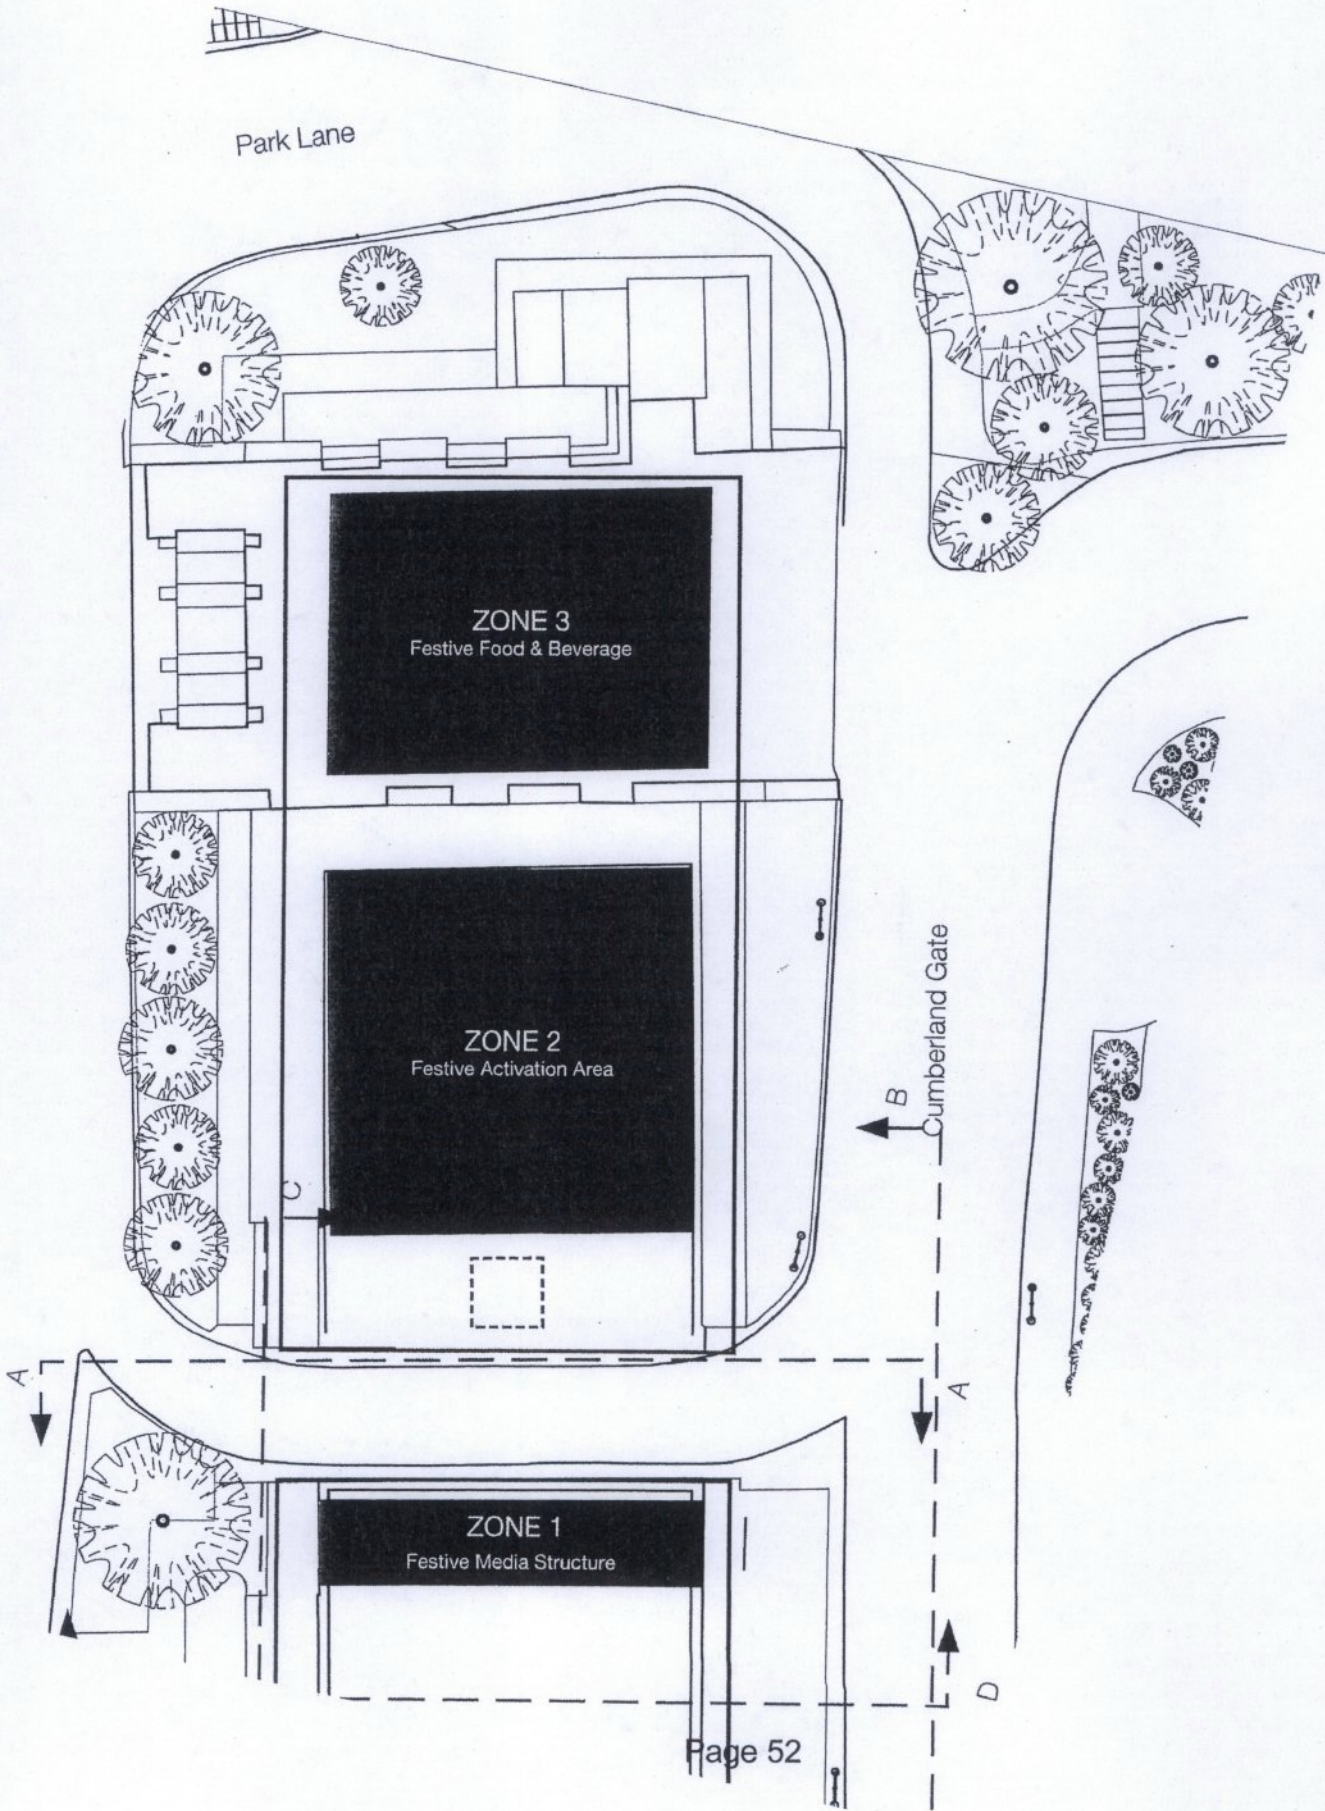 Park Lane
ZONE 3
Festive Food & Beverage
ZONE 2
Festive Activation Area
B
Cumberland Gate
C
A
A
ZONE 1
Festive Media Structure
D
Page 52